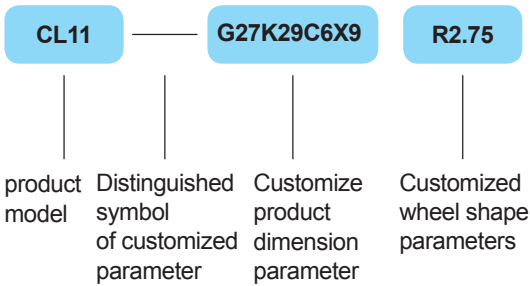 CL11
G27K29C6X9
R2.75
product
model
Distinguished
symbol
of customized
parameter
Customize
product
dimension
parameter
Customized
wheel shape
parameters